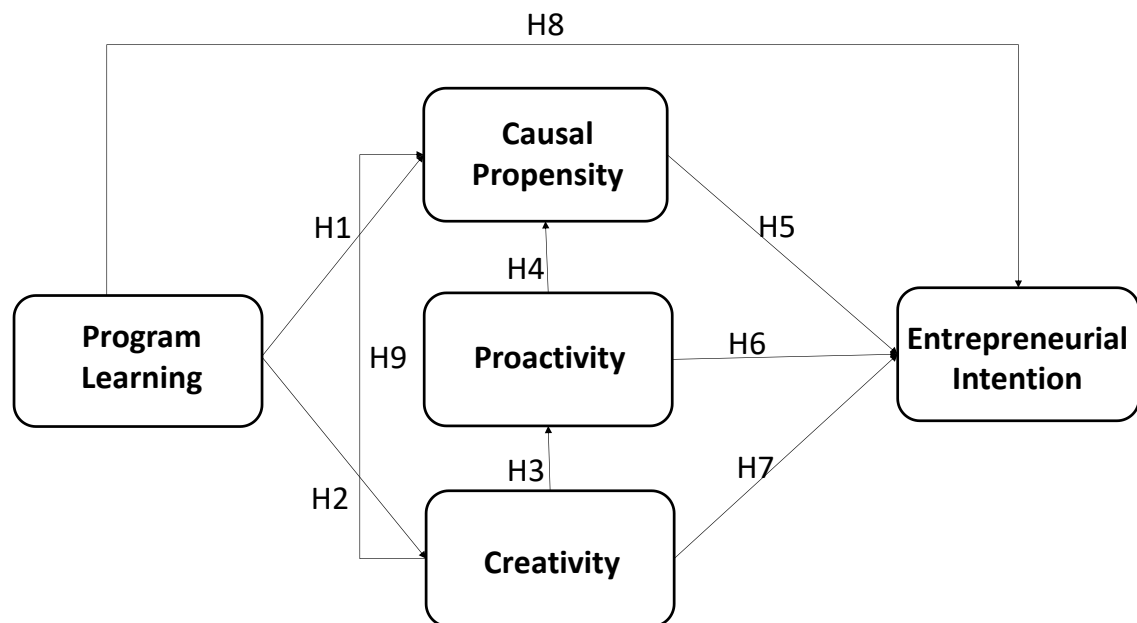 H8
Causal
Propensity
H1
H5
H4
Program
Learning
H9
Proactivity
H6
Entrepreneurial
Intention
H3
H7
H2
Creativity